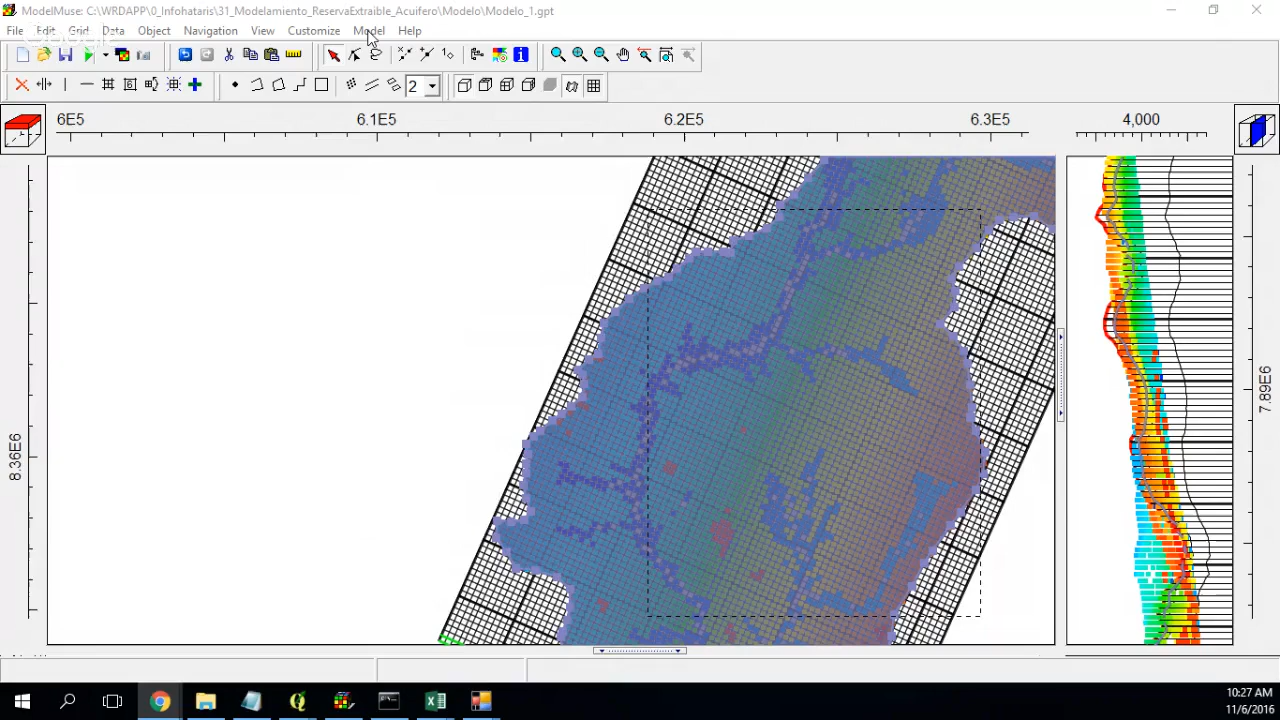 ModelMuse: C:\WRDAPP\0_Infohataris\31_Modelamiento_ReservaExtraible_Acuifero\Modelo\Modelo_1.gpt
File Edit Grid Data Object Navigation View Customize Model Help
2
6E5 6.1E5 6.2E5 6.3E5 4,000
8.36E6
7.89E6
10:27 AM
11/6/2016